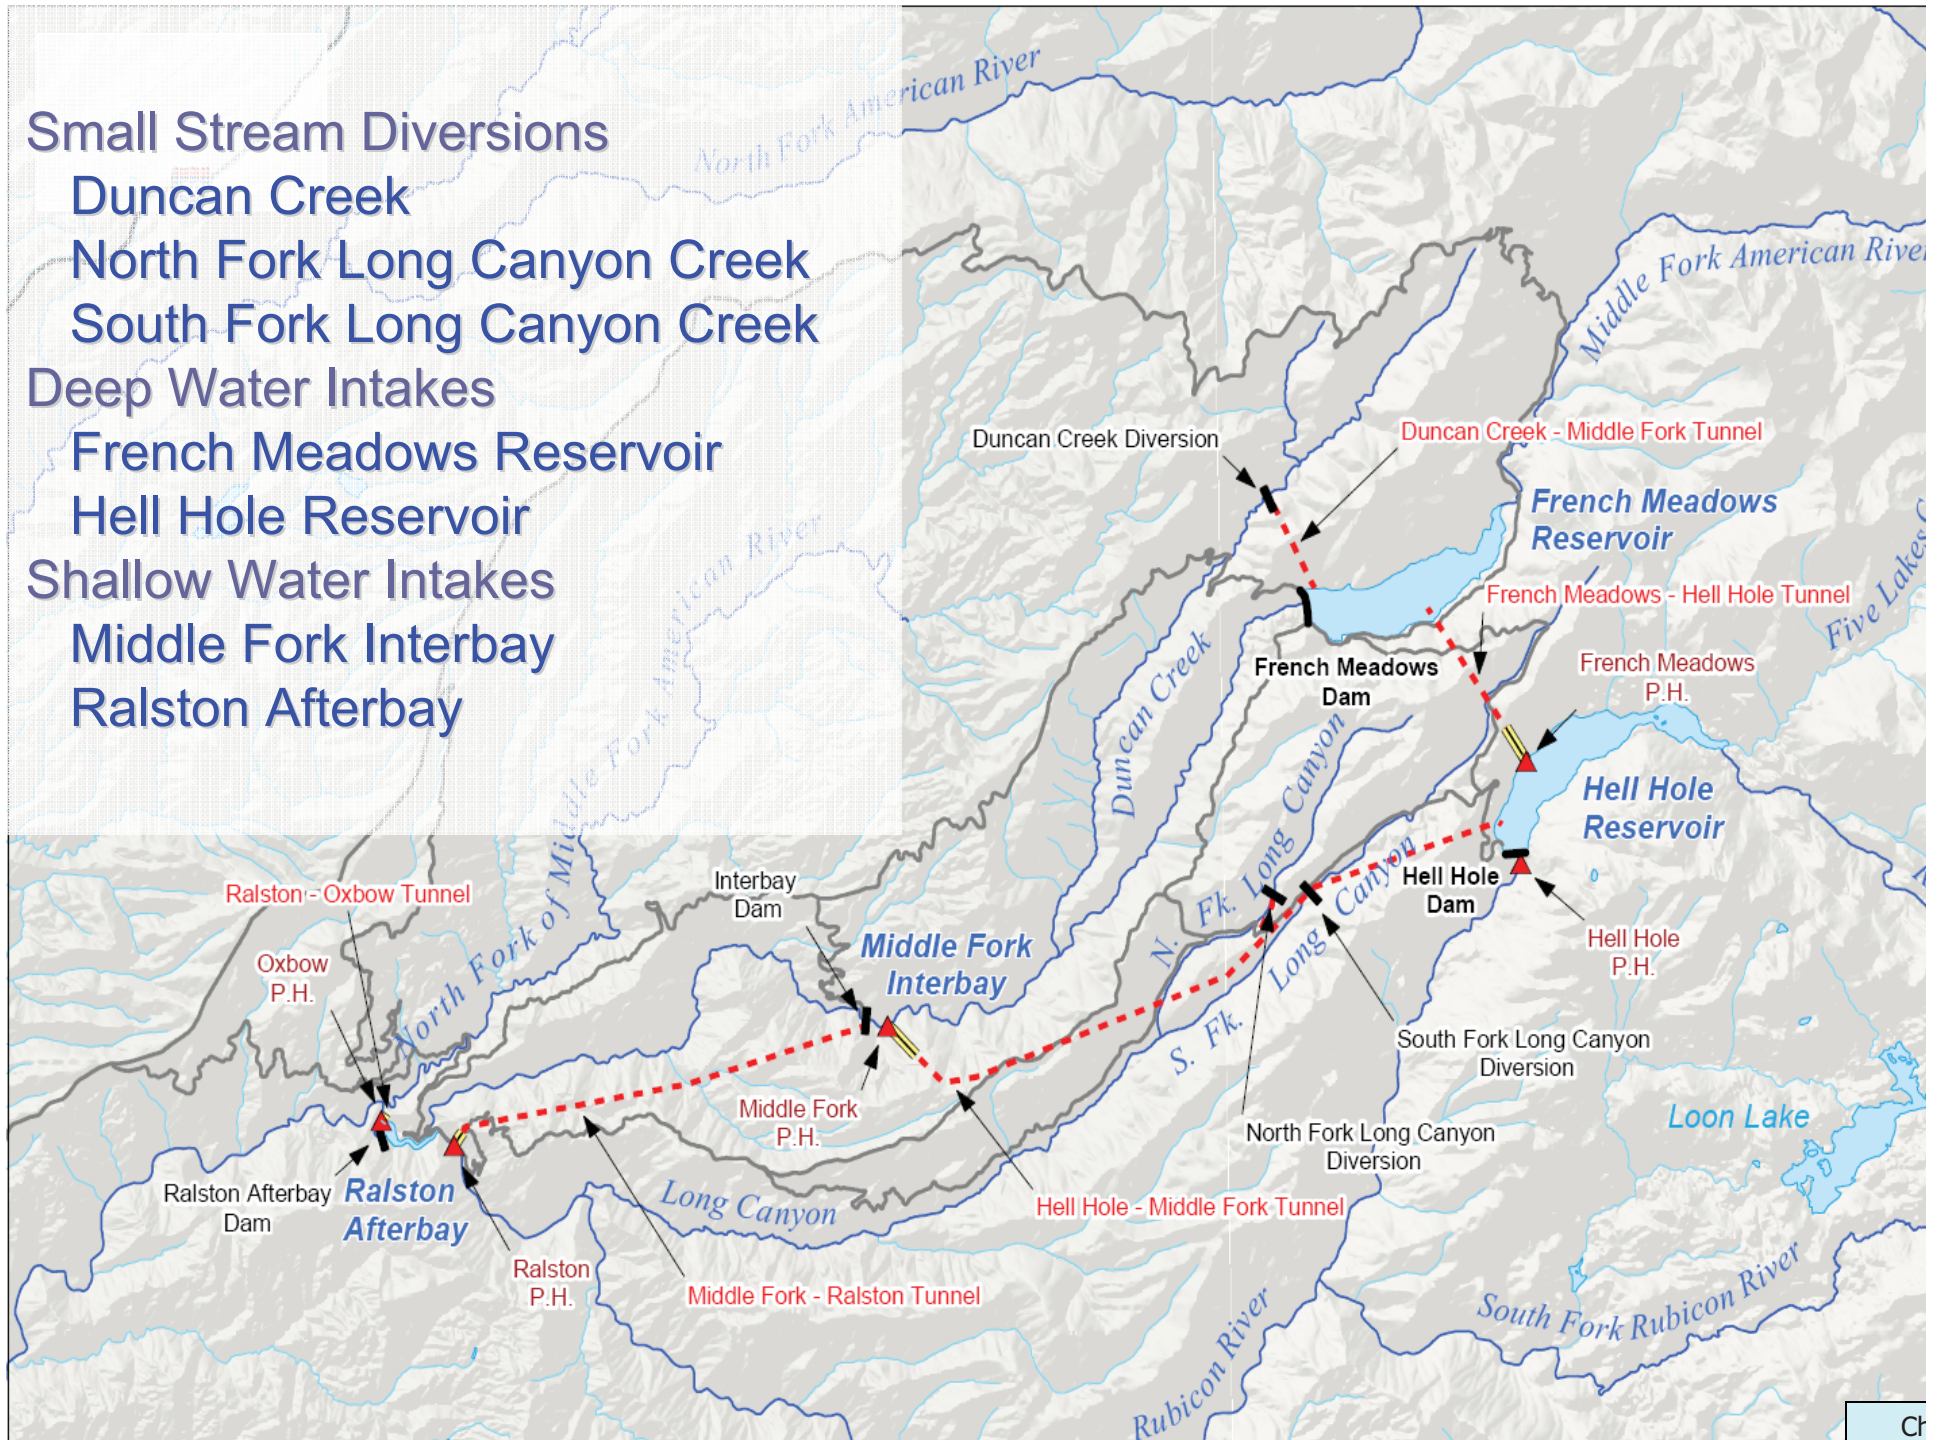 Small Stream Diversions
Duncan Creek
North Fork Long Canyon Creek
South Fork Long Canyon Creek
Deep Water Intakes
French Meadows Reservoir
Hell Hole Reservoir
Shallow Water Intakes
Middle Fork Interbay
Ralston Afterbay
North Fork American River
Middle Fork American River
Duncan Creek Diversion
Duncan Creek - Middle Fork Tunnel
French Meadows
Reservoir
French Meadows - Hell Hole Tunnel
Five Lakes
French Meadows
Dam
French Meadows
P.H.
Duncan Creek
Hell Hole
Reservoir
N. Fk. Long Canyon
S. Fk. Long Canyon
Hell Hole
Dam
Hell Hole
P.H.
North Fork of Middle Fork American River
Ralston - Oxbow Tunnel
Interbay
Dam
Middle Fork
Interbay
Oxbow
P.H.
South Fork Long Canyon
Diversion
Middle Fork
P.H.
North Fork Long Canyon
Diversion
Loon Lake
Ralston Afterbay
Dam
Ralston
Afterbay
Long Canyon
Hell Hole - Middle Fork Tunnel
Ralston
P.H.
Middle Fork - Ralston Tunnel
Rubicon River
South Fork Rubicon River